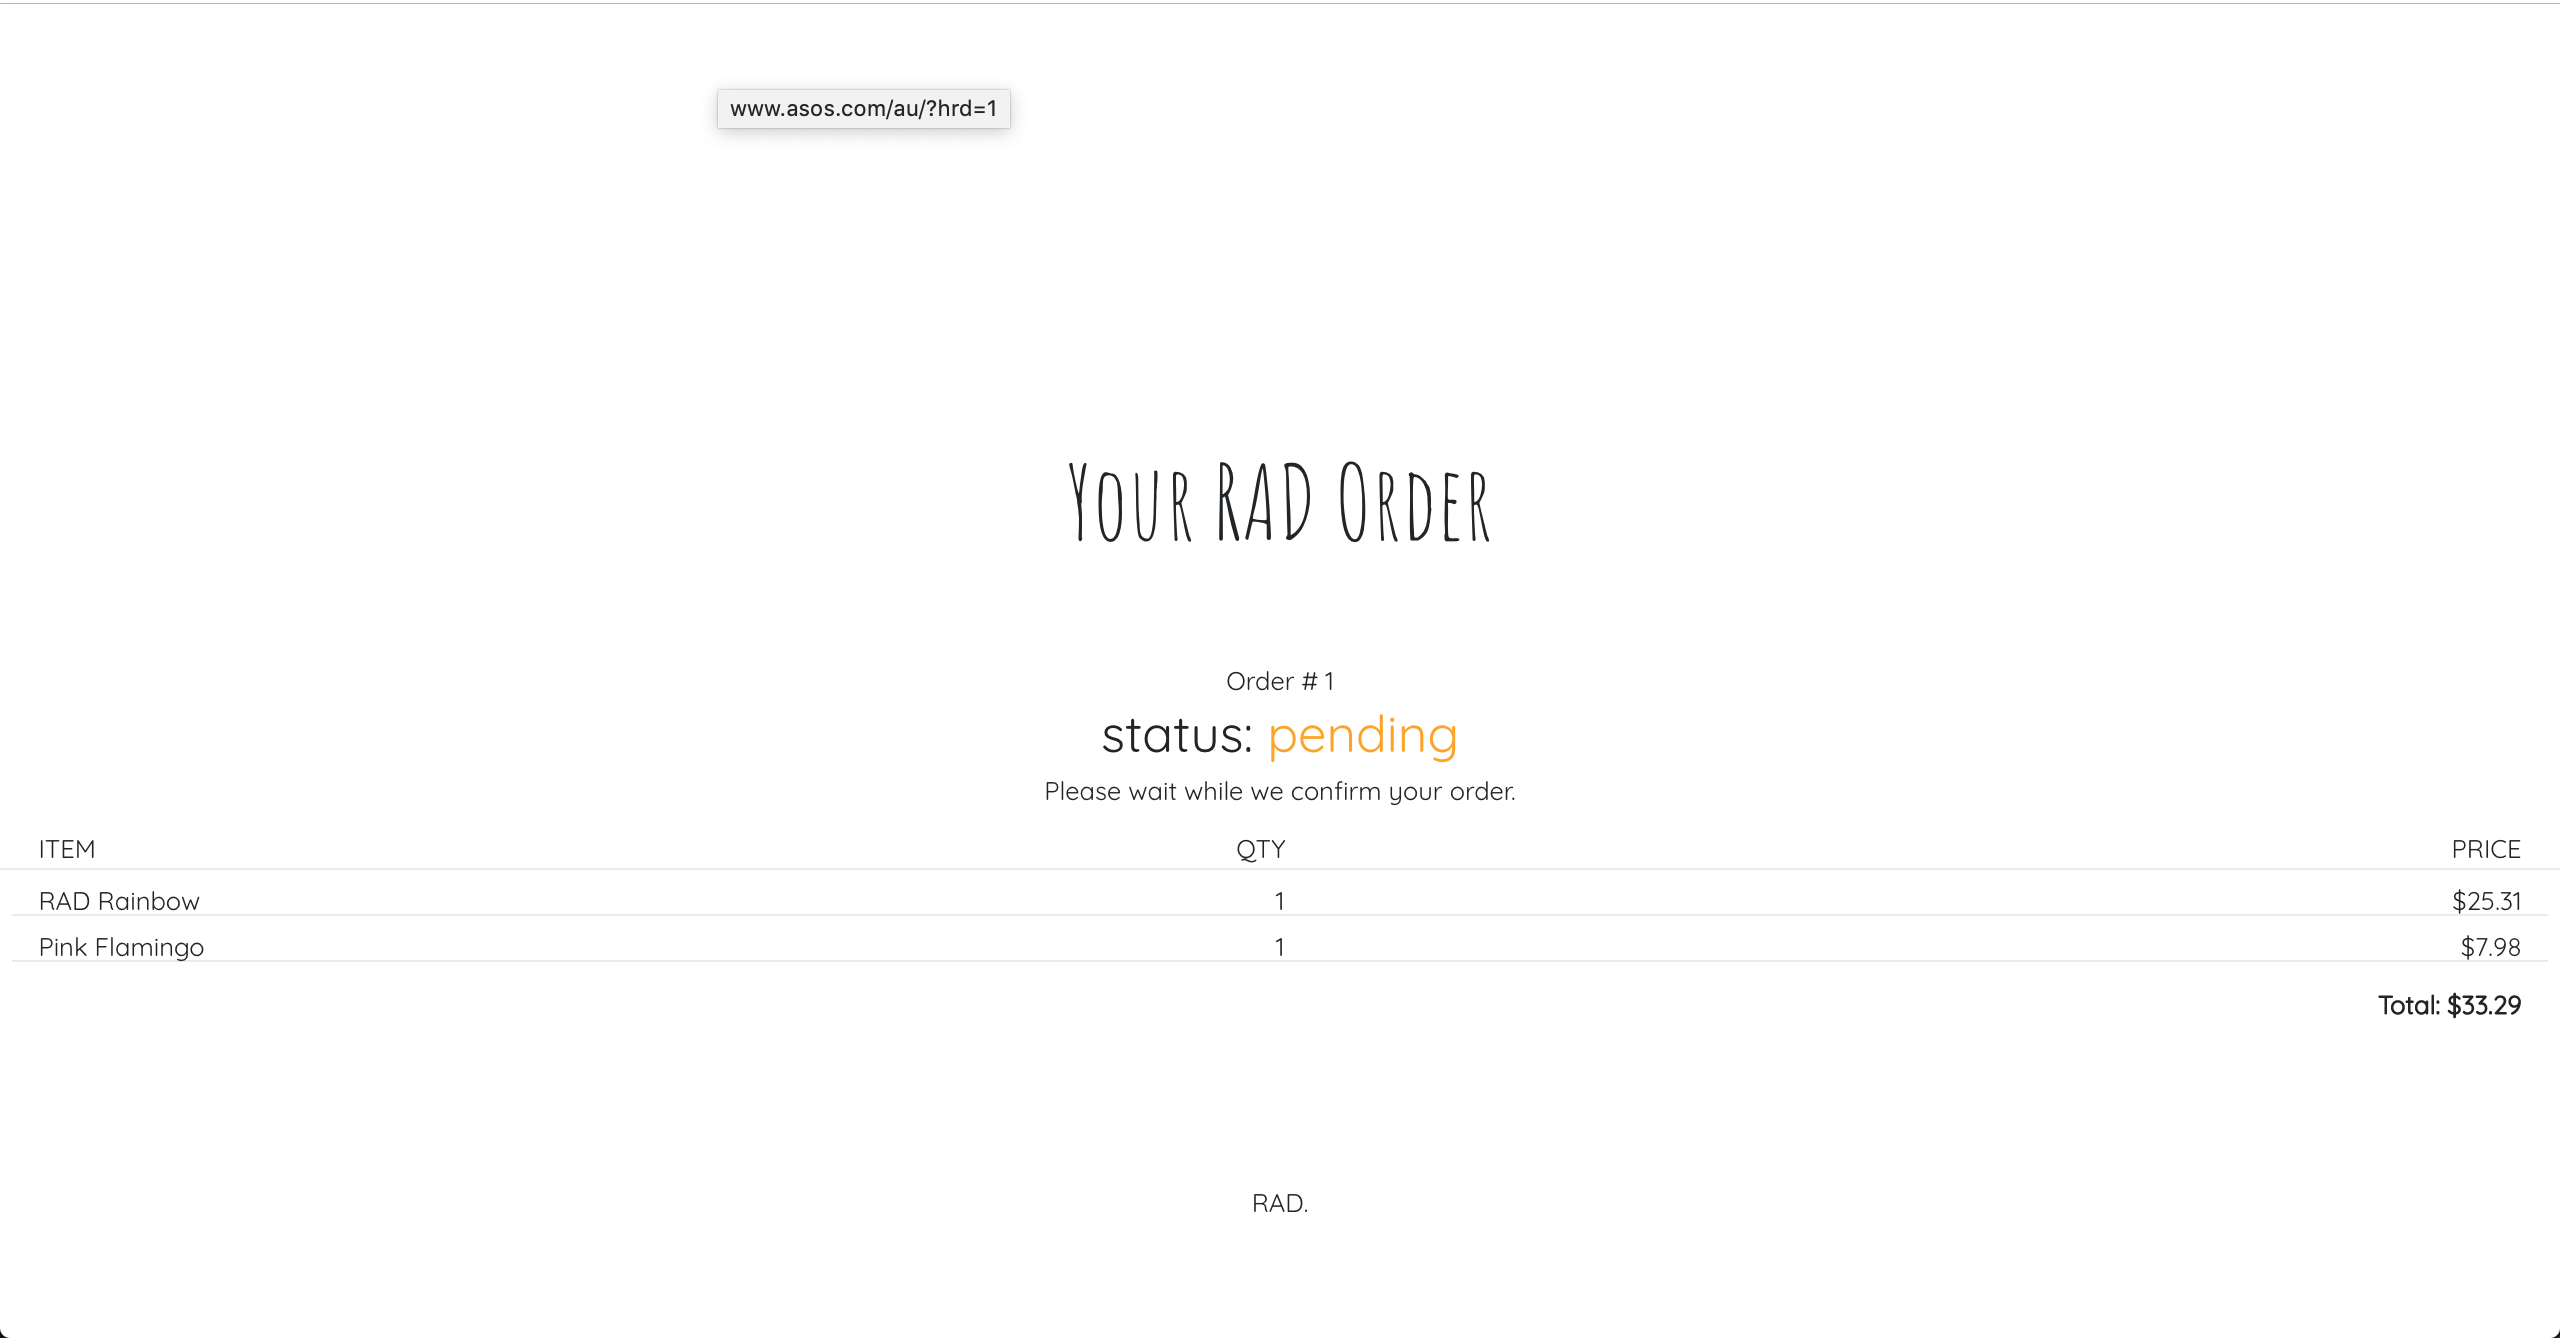 www.asos.com/au/?hrd=1
Your RAD Order
Order # 1
status: pending
Please wait while we confirm your order.
ITEM QTY PRICE
RAD Rainbow 1 $25.31
Pink Flamingo 1 $7.98
Total: $33.29
RAD.